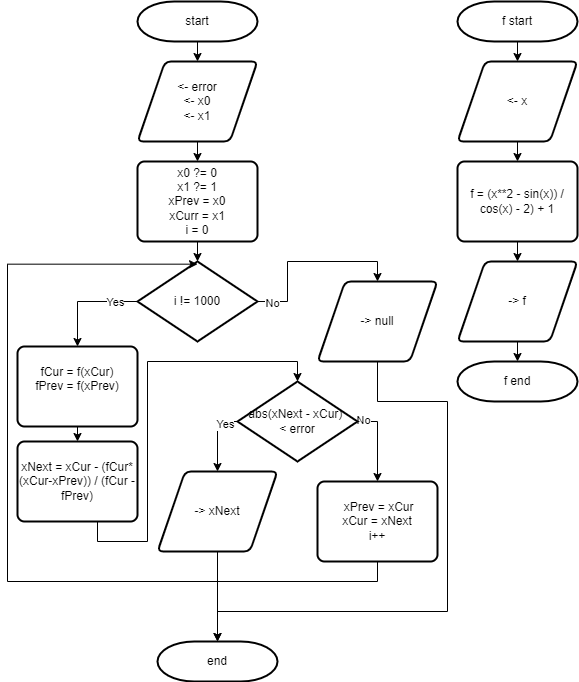 start
<- error
<- x0
<- x1
x0 ?= 0
x1 ?= 1
xPrev = x0
xCurr = x1
i = 0
i != 1000
Yes
No
-> null
fCur = f(xCur)
fPrev = f(xPrev)
xNext = xCur - (fCur*
(xCur-xPrev)) / (fCur -
fPrev)
abs(xNext - xCur)
< error
Yes
No
-> xNext
xPrev = xCur
xCur = xNext
i++
end
f start
<- x
f = (x**2 - sin(x)) /
cos(x) - 2) + 1
-> f
f end